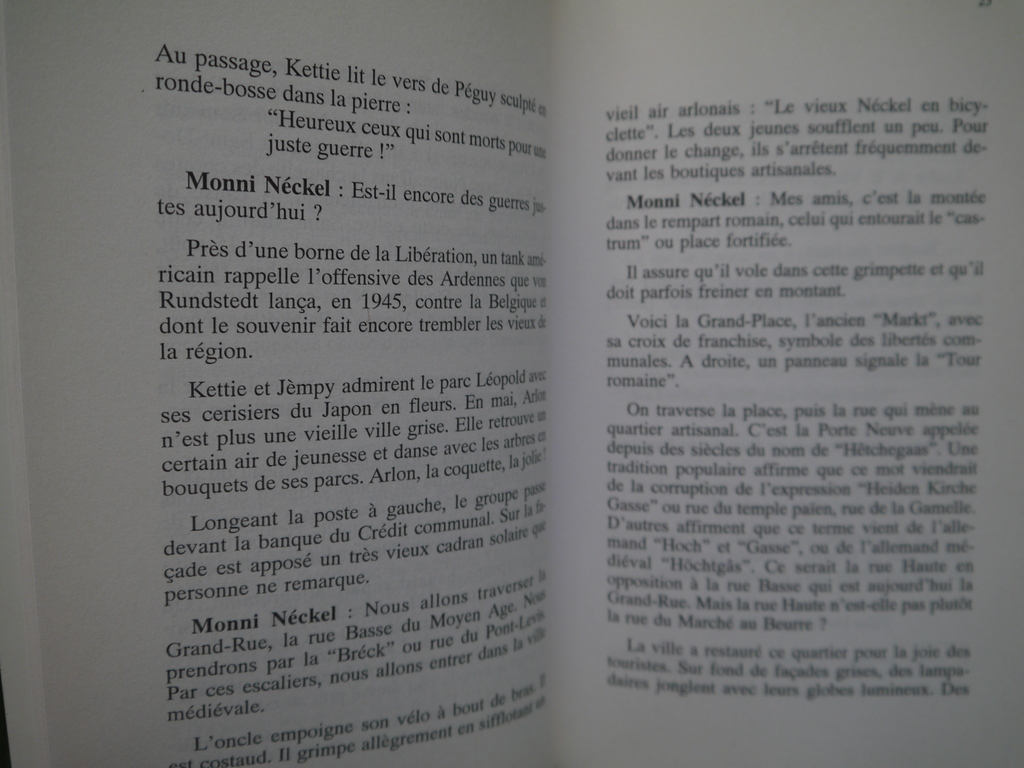 Au passage, Kettie lit le vers de Péguy sculpté en
ronde-bosse dans la pierre :
“Heureux ceux qui sont morts pour une
juste guerre !”
Monni Néckel : Est-il encore des guerres jus-
tes aujourd’hui ?
Près d’une borne de la Libération, un tank amé-
ricain rappelle l’offensive des Ardennes que von
Rundstedt lança, en 1945, contre la Belgique et
dont le souvenir fait encore trembler les vieux de
la région.
Kettie et Jèmpy admirent le parc Léopold avec
ses cerisiers du Japon en fleurs. En mai, Arlon
n’est plus une vieille ville grise. Elle retrouve un
certain air de jeunesse et danse avec les arbres en
bouquets de ses parcs. Arlon, la coquette, la jolie !
Longeant la poste à gauche, le groupe passe
devant la banque du Crédit communal. Sur la fa-
çade est apposé un très vieux cadran solaire que
personne ne remarque.
Monni Néckel : Nous allons traverser la
Grand-Rue, la rue Basse du Moyen Age. Nous
prendrons par la “Bréck” ou rue du Pont-Levis.
Par ces escaliers, nous allons entrer dans la ville
médiévale.
L’oncle empoigne son vélo à bout de bras. Il
est costaud. Il grimpe allègrement en sifflotant un
vieil air arlonais : “Le vieux Néckel en bicy-
clette”. Les deux jeunes soufflent un peu. Pour
donner le change, ils s’arrêtent fréquemment de-
vant les boutiques artisanales.
Monni Néckel : Mes amis, c’est la montée
dans le rempart romain, celui qui entourait le “cas-
trum” ou place fortifiée.
Il assure qu’il vole dans cette grimpette et qu’il
doit parfois freiner en montant.
Voici la Grand-Place, l’ancien “Markt”, avec
sa croix de franchise, symbole des libertés com-
munales. A droite, un panneau signale la “Tour
romaine”.
On traverse la place, puis la rue qui mène au
quartier artisanal. C’est la Porte Neuve appelée
depuis des siècles du nom de “Hêtchegaas”. Une
tradition populaire affirme que ce mot viendrait
de la corruption de l’expression “Heiden Kirche
Gasse” ou rue du temple païen, rue de la Gamelle.
D’autres affirment que ce terme vient de l’alle-
mand “Hoch” et “Gasse”, ou de l’allemand mé-
diéval “Höchtgâs”. Ce serait la rue Haute en
opposition à la rue Basse qui est aujourd’hui la
Grand-Rue. Mais la rue Haute n’est-elle pas plutôt
la rue du Marché au Beurre ?
La ville a restauré ce quartier pour la joie des
touristes. Sur fond de façades grises, des lampa-
daires jonglent avec leurs globes lumineux. Des